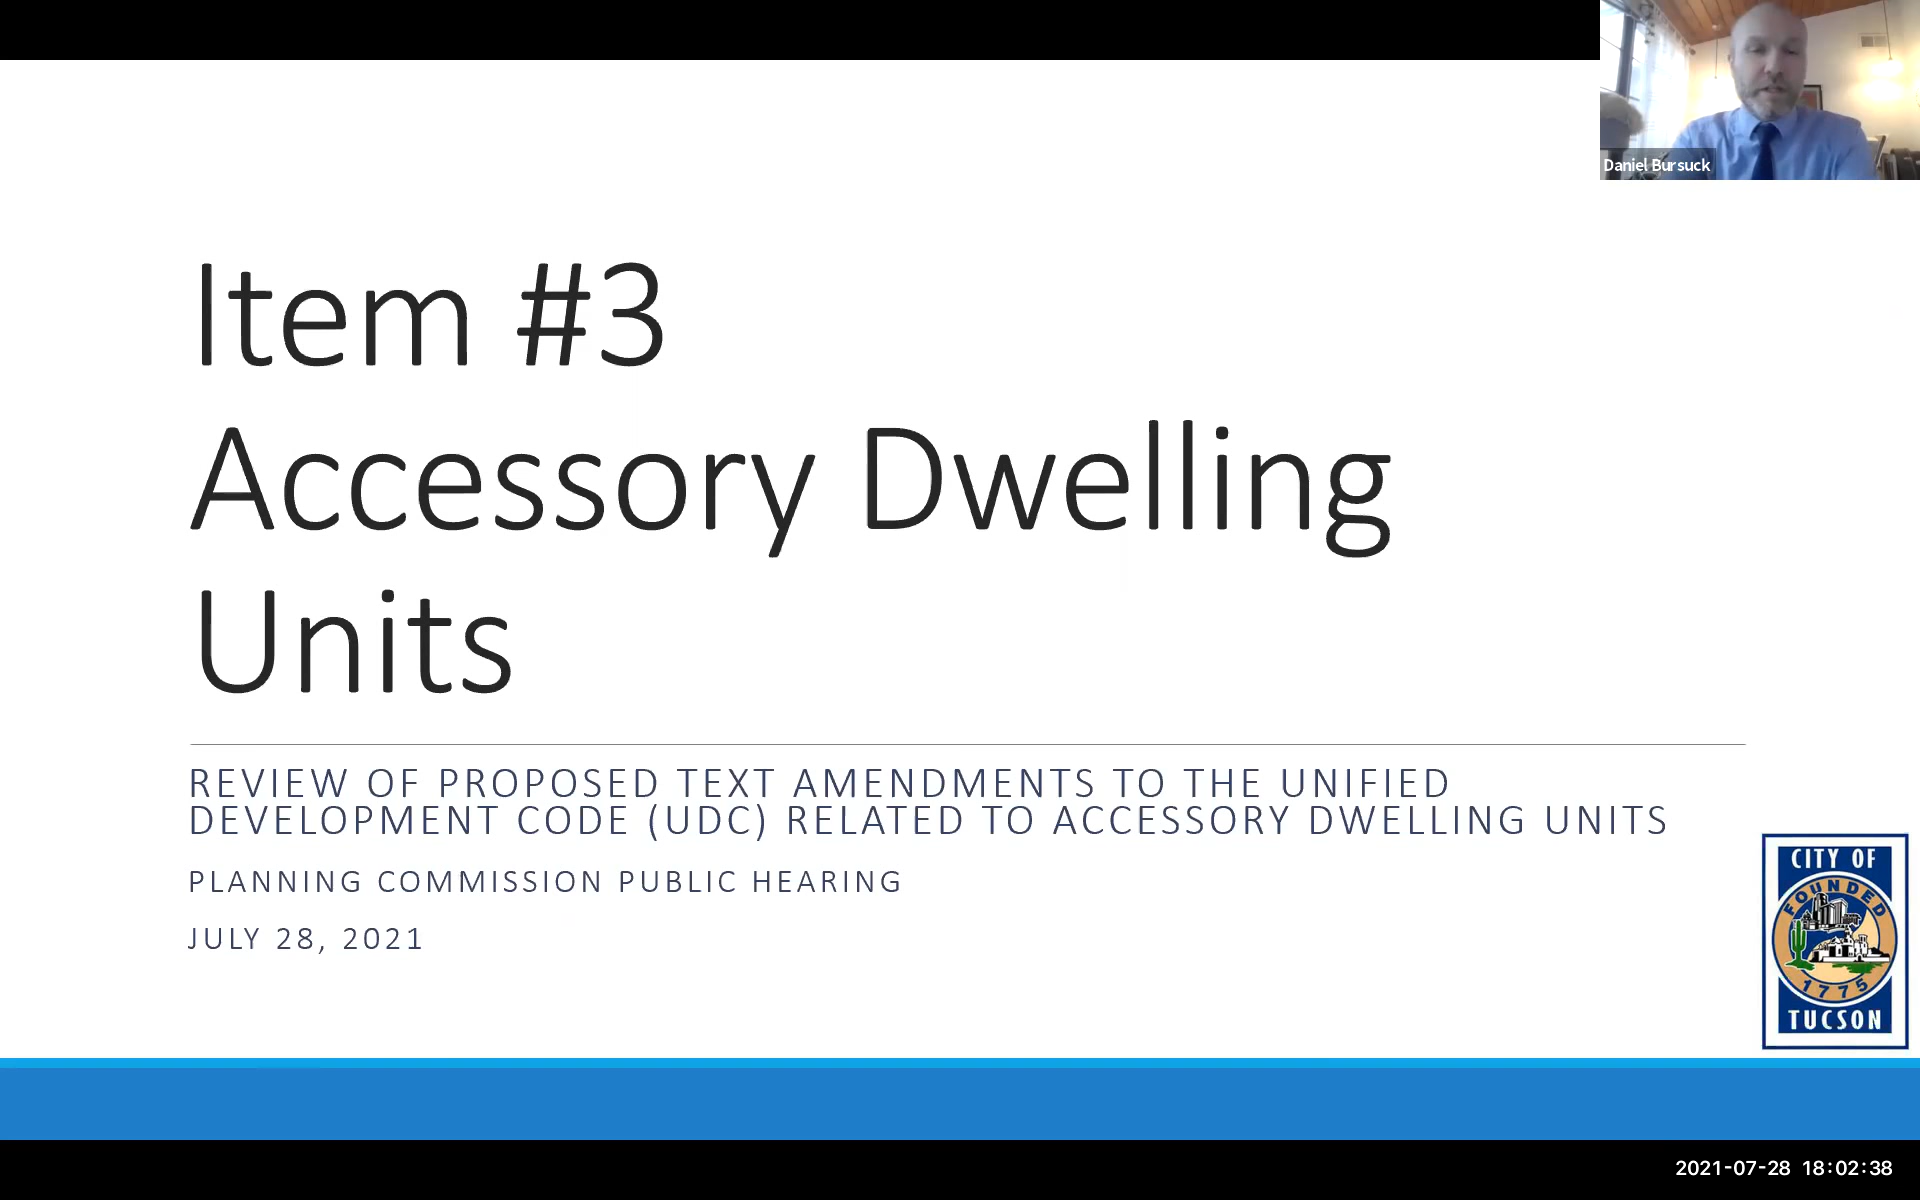 Daniel Bursuck
Item #3
Accessory Dwelling
Units
REVIEW OF PROPOSED TEXT AMENDMENTS TO THE UNIFIED
DEVELOPMENT CODE (UDC) RELATED TO ACCESSORY DWELLING UNITS
PLANNING COMMISSION PUBLIC HEARING
JULY 28, 2021
CITY OF
FOUNDED
1775
TUCSON
2021-07-28 18:02:38